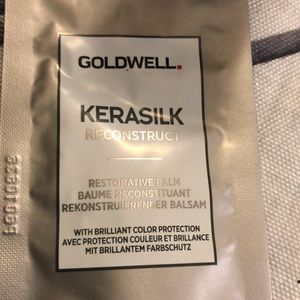 GOLDWELL.
KERASILK
RECONSTRUCT
RESTORATIVE BALM
BAUME RECONSTITUANT
REKONSTRUIERENDER BALSAM
WITH BRILLIANT COLOR PROTECTION
AVEC PROTECTION COULEUR ET BRILLANCE
MIT BRILLANTEM FARBSCHUTZ